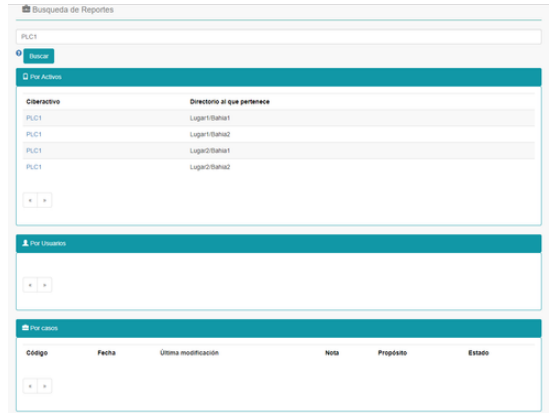 Busqueda de Reportes
PLC1
Buscar
Por Activos
Ciberactivo Directorio al que pertenece
PLC1 Lugar1/Bahia1
PLC1 Lugar1/Bahia2
PLC1 Lugar2/Bahia1
PLC1 Lugar2/Bahia2
« »
Por Usuarios
« »
Por casos
Código Fecha Última modificación Nota Propósito Estado
« »